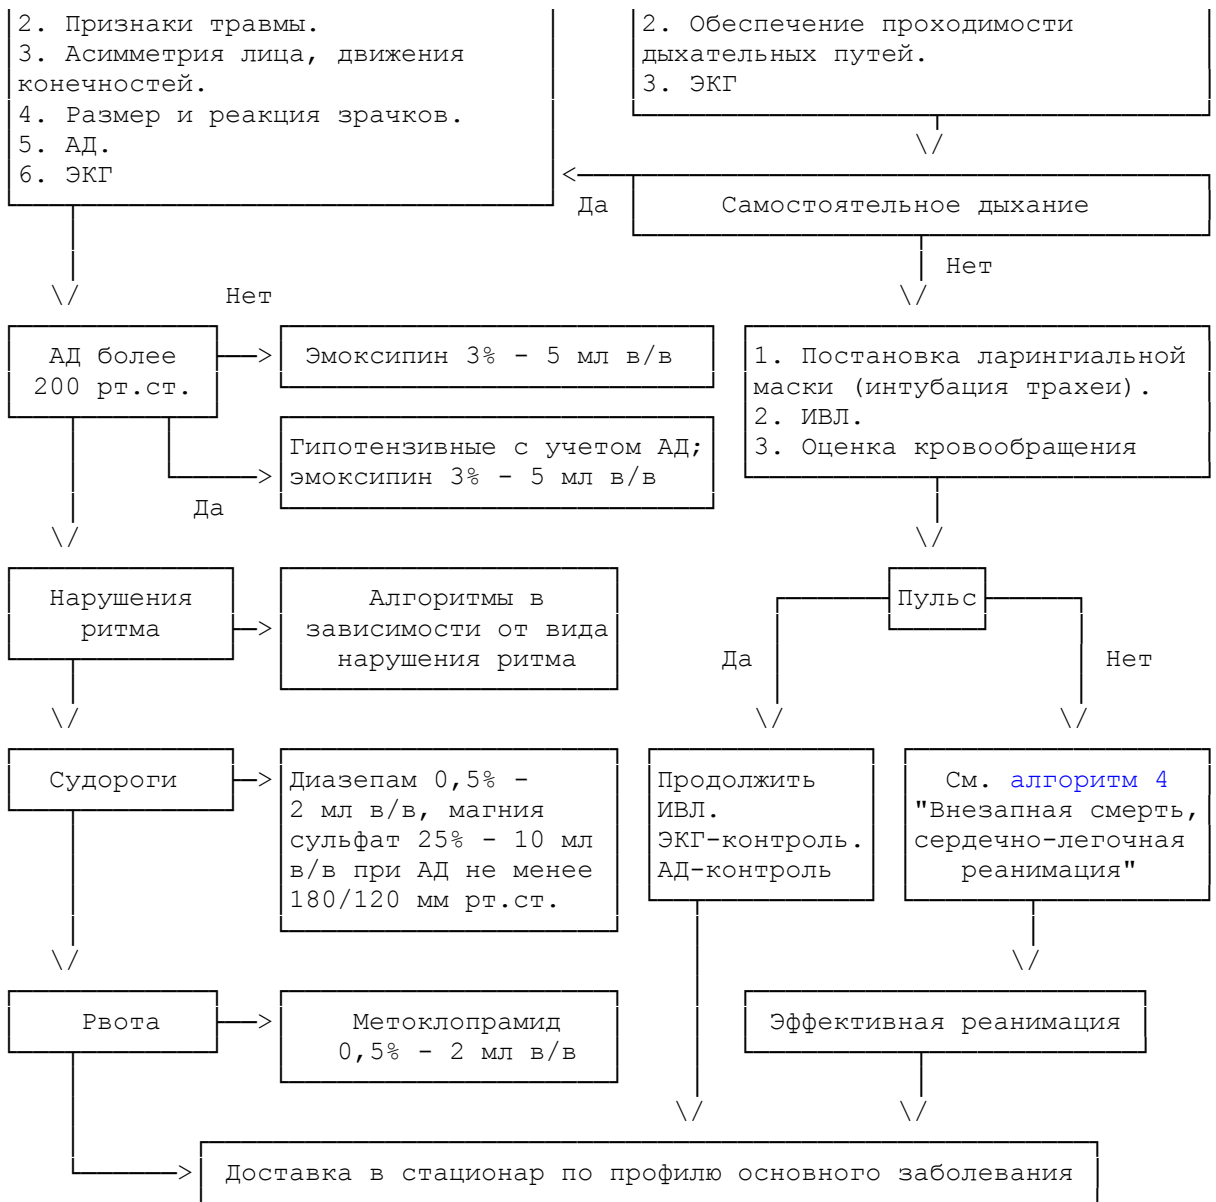 2. Признаки травмы.
3. Асимметрия лица, движения
конечностей.
4. Размер и реакция зрачков.
5. АД.
6. ЭКГ
2. Обеспечение проходимости
дыхательных путей.
3. ЭКГ
Да
Самостоятельное дыхание
Нет
Нет
АД более
200 рт.ст.
Эмоксипин 3% - 5 мл в/в
Гипотензивные с учетом АД;
эмоксипин 3% - 5 мл в/в
Да
1. Постановка ларингиальной
маски (интубация трахеи).
2. ИВЛ.
3. Оценка кровообращения
Нарушения
ритма
Алгоритмы в
зависимости от вида
нарушения ритма
Пульс
Да
Нет
Судороги
Диазепам 0,5% -
2 мл в/в, магния
сульфат 25% - 10 мл
в/в при АД не менее
180/120 мм рт.ст.
Продолжить
ИВЛ.
ЭКГ-контроль.
АД-контроль
См. алгоритм 4
"Внезапная смерть,
сердечно-легочная
реанимация"
Рвота
Метоклопрамид
0,5% - 2 мл в/в
Эффективная реанимация
Доставка в стационар по профилю основного заболевания